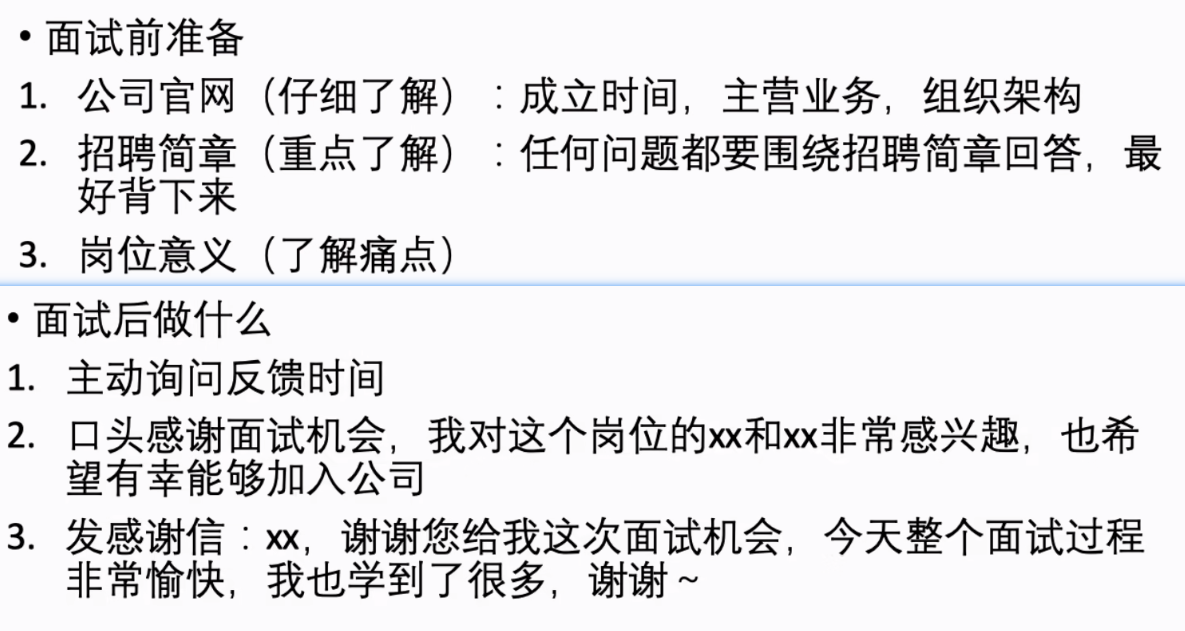 • 面试前准备
1. 公司官网（仔细了解）：成立时间，主营业务，组织架构
2. 招聘简章（重点了解）：任何问题都要围绕招聘简章回答，最
好背下来
3. 岗位意义（了解痛点）
• 面试后做什么
1. 主动询问反馈时间
2. 口头感谢面试机会，我对这个岗位的xx和xx非常感兴趣，也希
望有幸能够加入公司
3. 发感谢信：xx，谢谢您给我这次面试机会，今天整个面试过程
非常愉快，我也学到了很多，谢谢～